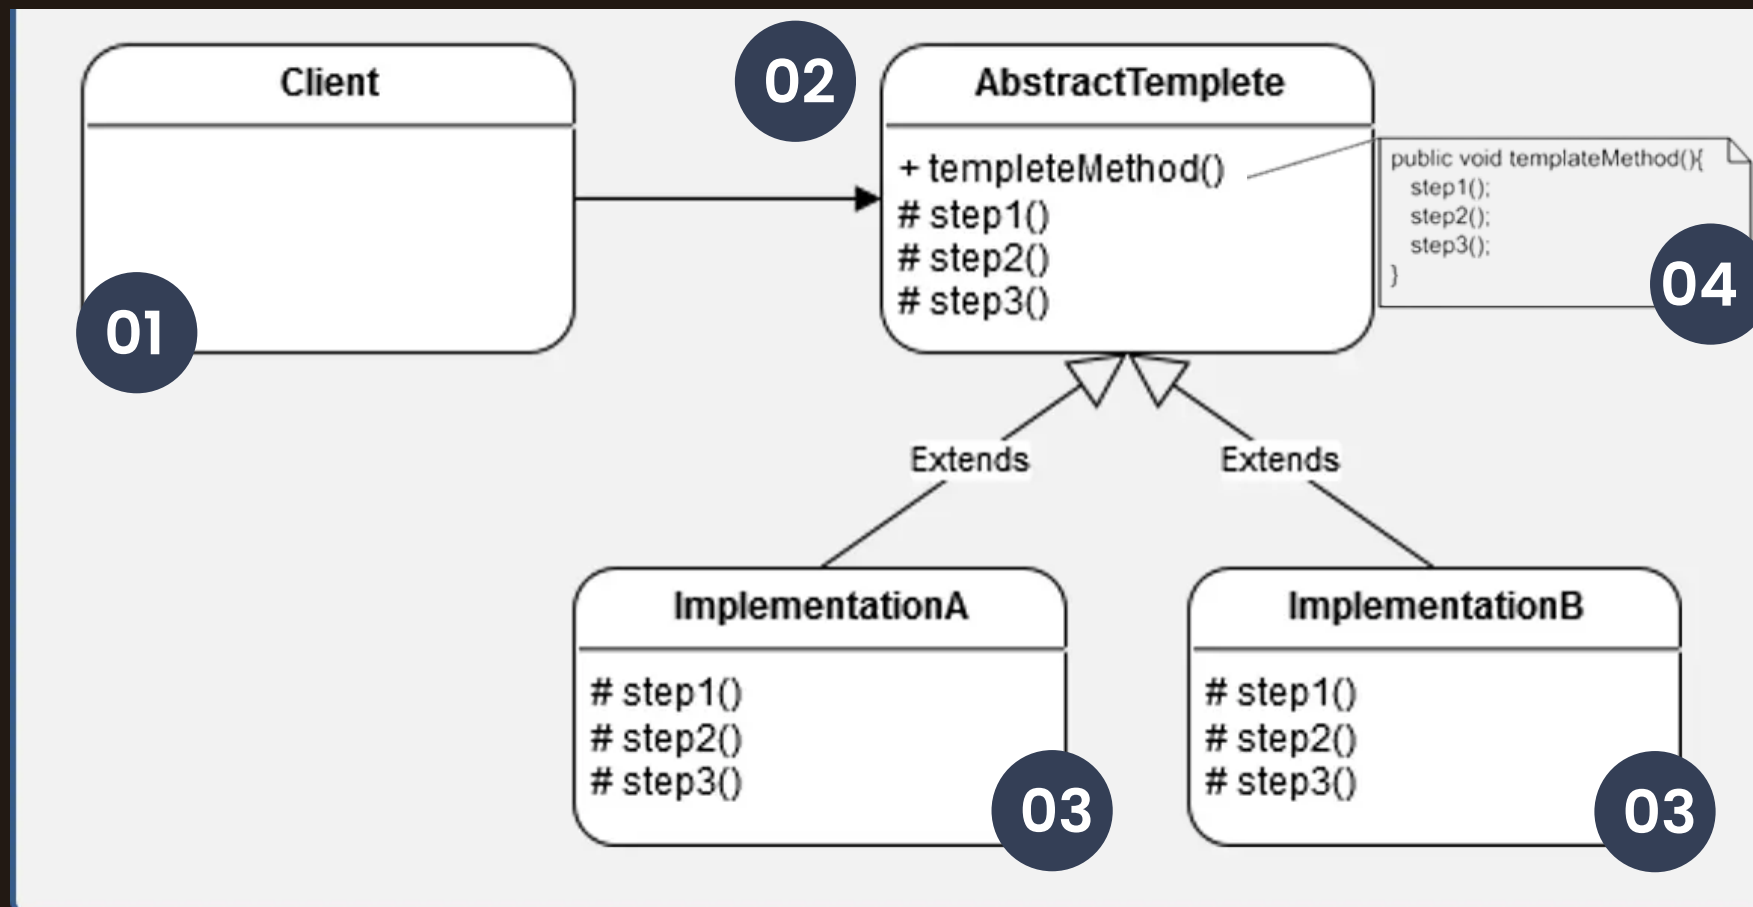 Client
01
02
AbstractTemplete
+ templeteMethod()
# step1()
# step2()
# step3()
public void templateMethod(){
step1();
step2();
step3();
}
04
Extends
Extends
ImplementationA
# step1()
# step2()
# step3()
03
ImplementationB
# step1()
# step2()
# step3()
03